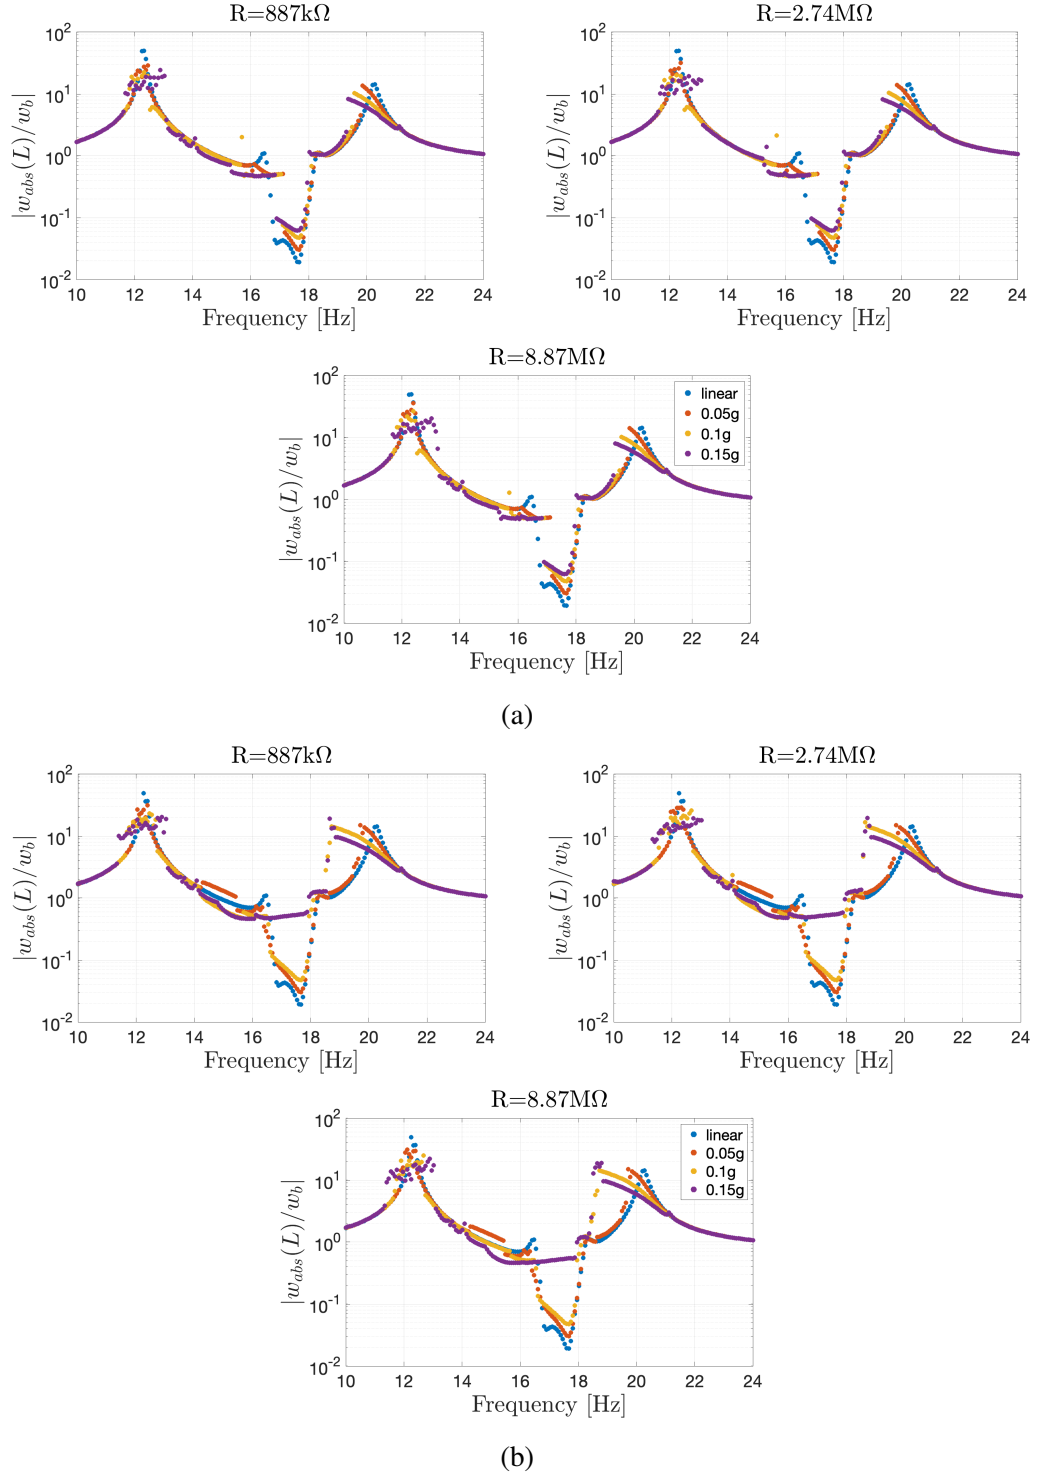 R=887kΩ
10^2
10^1
10^0
10^-1
10^-2
|w_abs(L)/w_b|
10 12 14 16 18 20 22 24
Frequency [Hz]
R=2.74MΩ
10^2
10^1
10^0
10^-1
10^-2
|w_abs(L)/w_b|
10 12 14 16 18 20 22 24
Frequency [Hz]
R=8.87MΩ
10^2
10^1
10^0
10^-1
10^-2
|w_abs(L)/w_b|
linear
0.05g
0.1g
0.15g
10 12 14 16 18 20 22 24
Frequency [Hz]
(a)
R=887kΩ
10^2
10^1
10^0
10^-1
10^-2
|w_abs(L)/w_b|
10 12 14 16 18 20 22 24
Frequency [Hz]
R=2.74MΩ
10^2
10^1
10^0
10^-1
10^-2
|w_abs(L)/w_b|
10 12 14 16 18 20 22 24
Frequency [Hz]
R=8.87MΩ
10^2
10^1
10^0
10^-1
10^-2
|w_abs(L)/w_b|
linear
0.05g
0.1g
0.15g
10 12 14 16 18 20 22 24
Frequency [Hz]
(b)